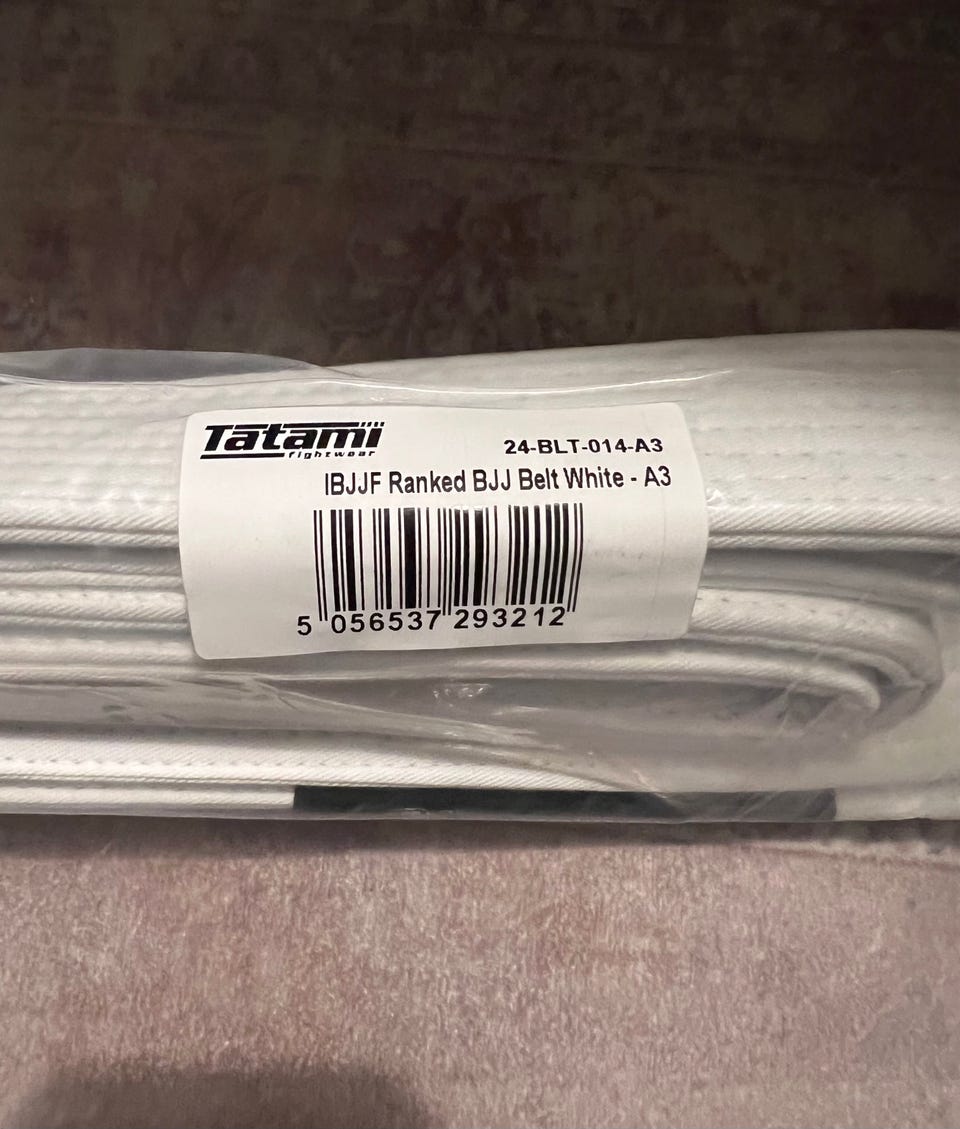 Tatami
fightwear
24-BLT-014-A3
IBJJF Ranked BJJ Belt White - A3
5 056537 293212